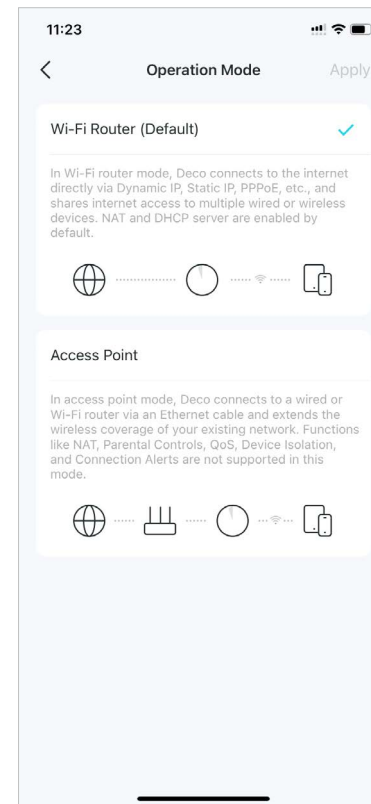 11:23
Operation Mode
Apply
Wi-Fi Router (Default)
In Wi-Fi router mode, Deco connects to the internet
directly via Dynamic IP, Static IP, PPPoE, etc., and
shares internet access to multiple wired or wireless
devices. NAT and DHCP server are enabled by
default.
Access Point
In access point mode, Deco connects to a wired or
Wi-Fi router via an Ethernet cable and extends the
wireless coverage of your existing network. Functions
like NAT, Parental Controls, QoS, Device Isolation,
and Connection Alerts are not supported in this
mode.